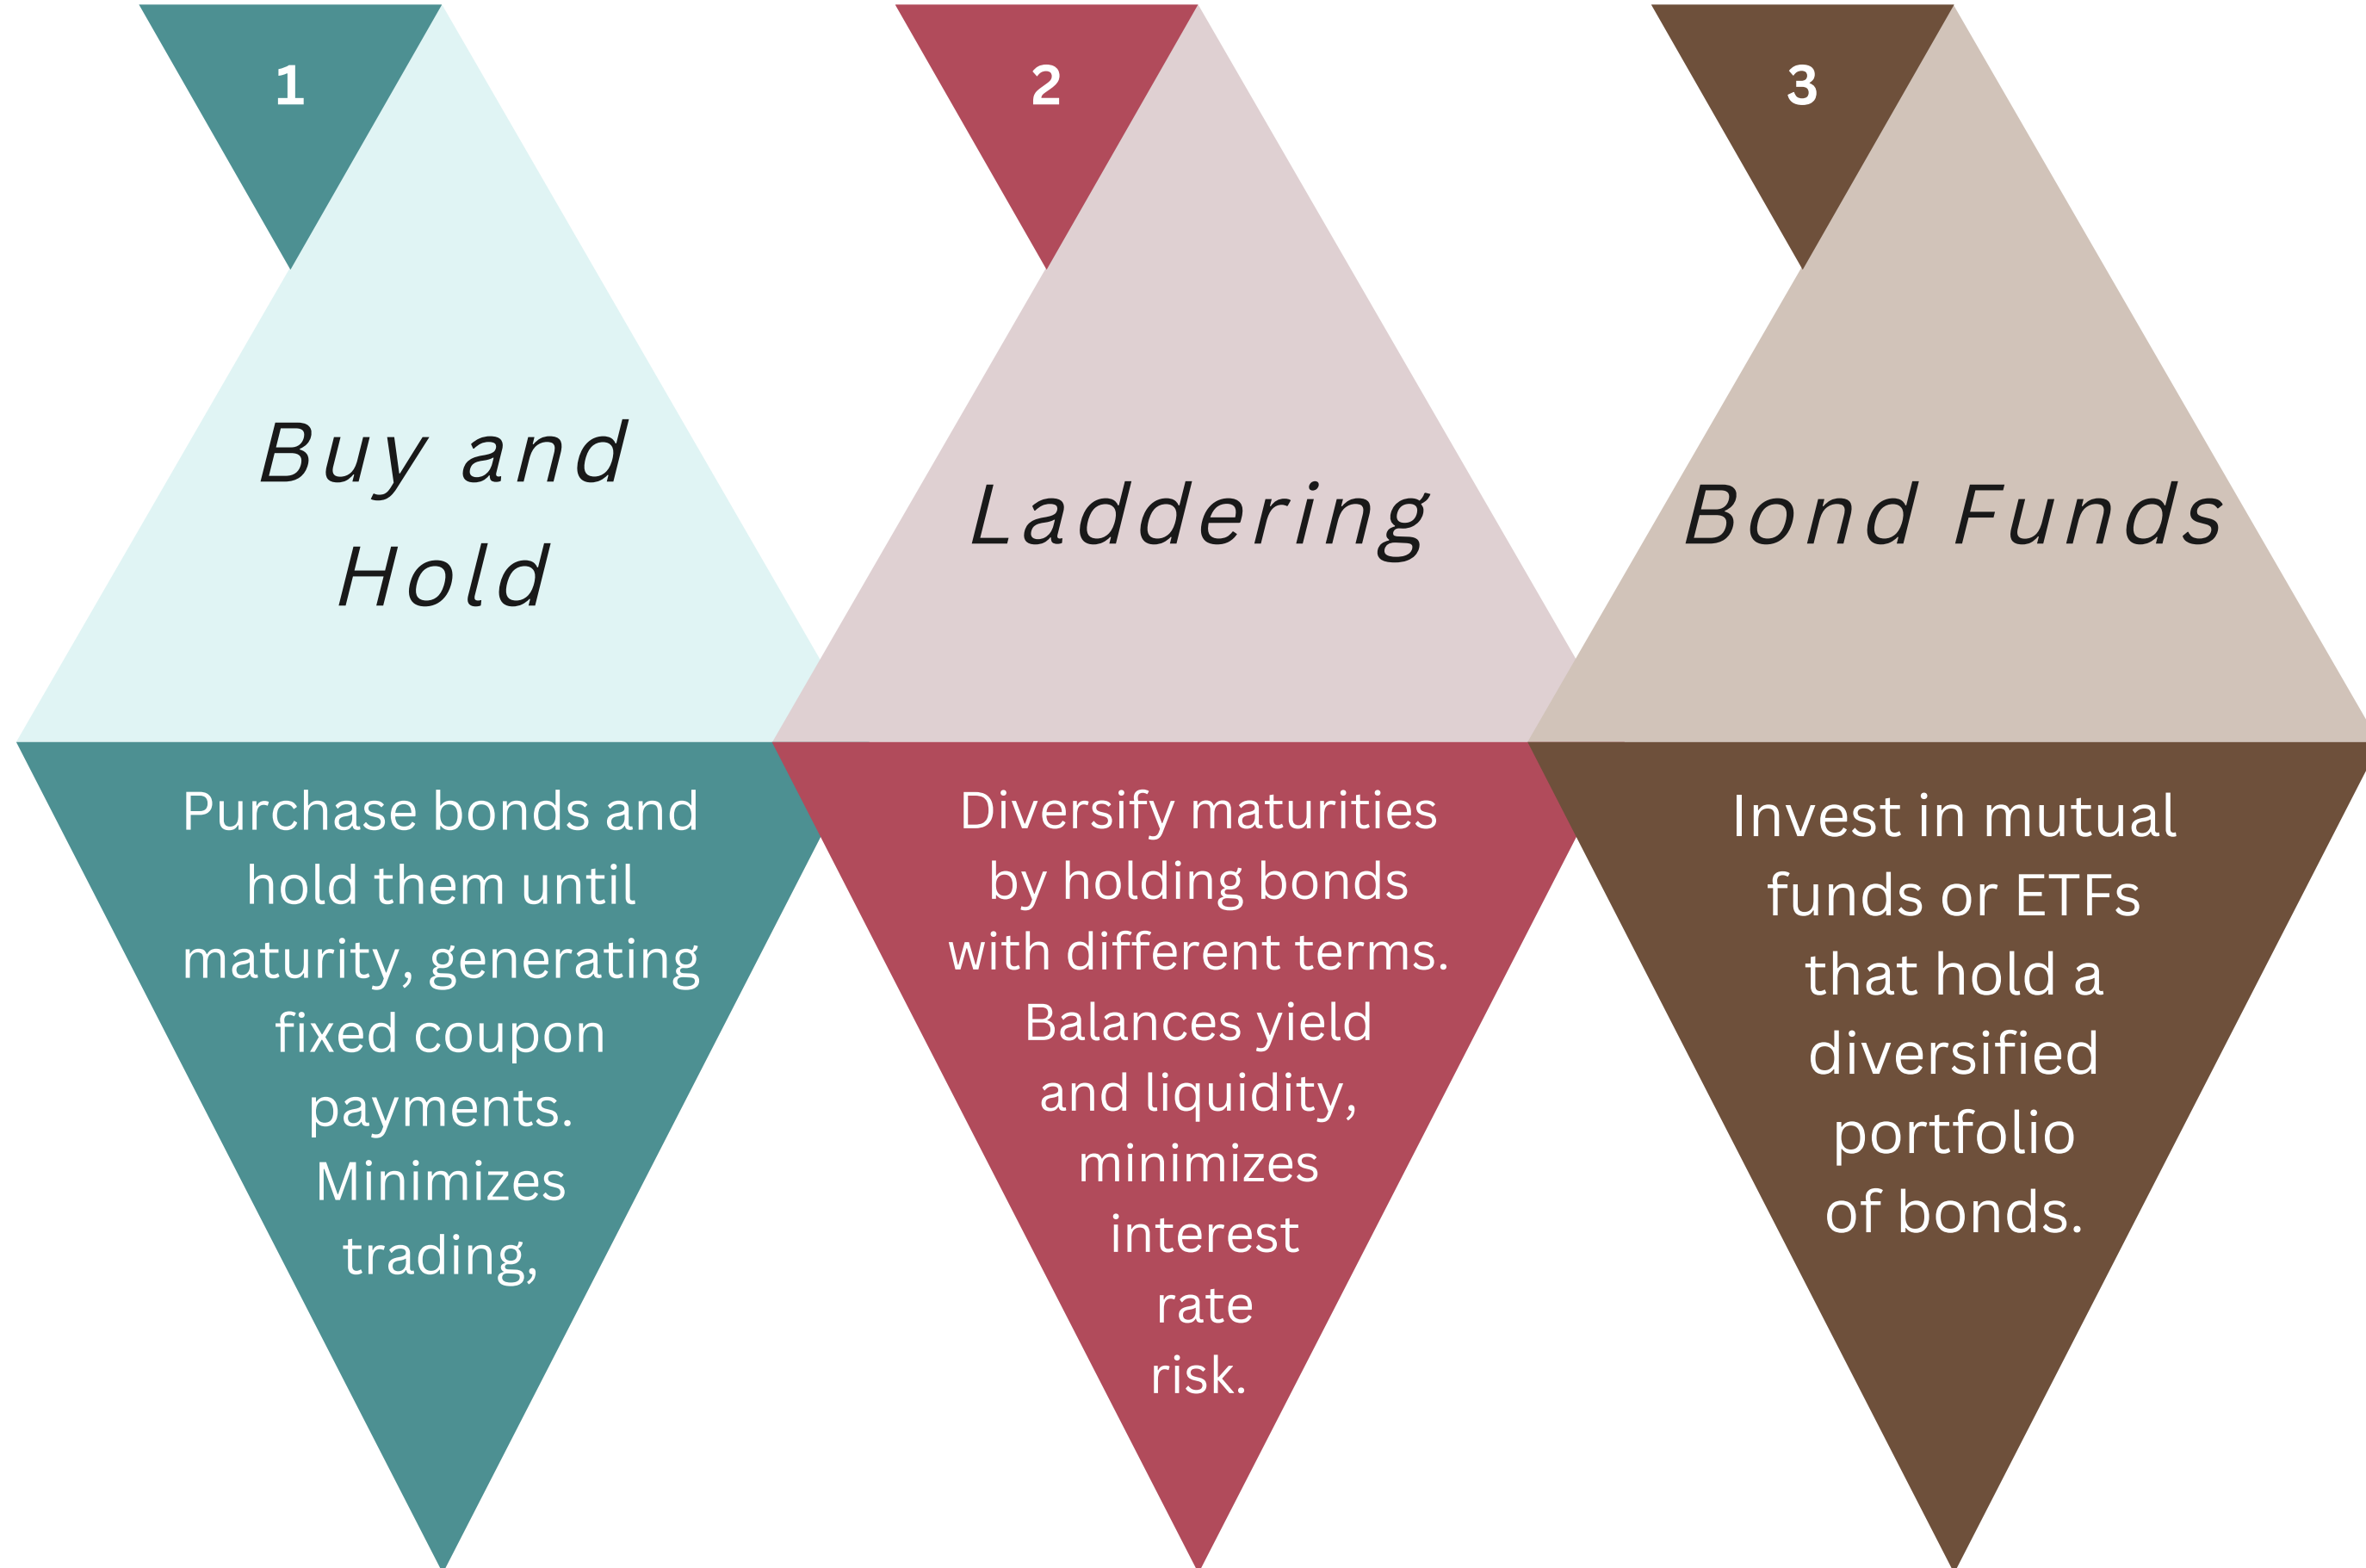 1
Buy and
Hold
Purchase bonds and
hold them until
maturity, generating
fixed coupon
payments.
Minimizes
trading,
2
Laddering
Diversify maturities
by holding bonds
with different terms.
Balances yield
and liquidity,
minimizes
interest
rate
risk.
3
Bond Funds
Invest in mutual
funds or ETFs
that hold a
diversified
portfolio
of bonds.